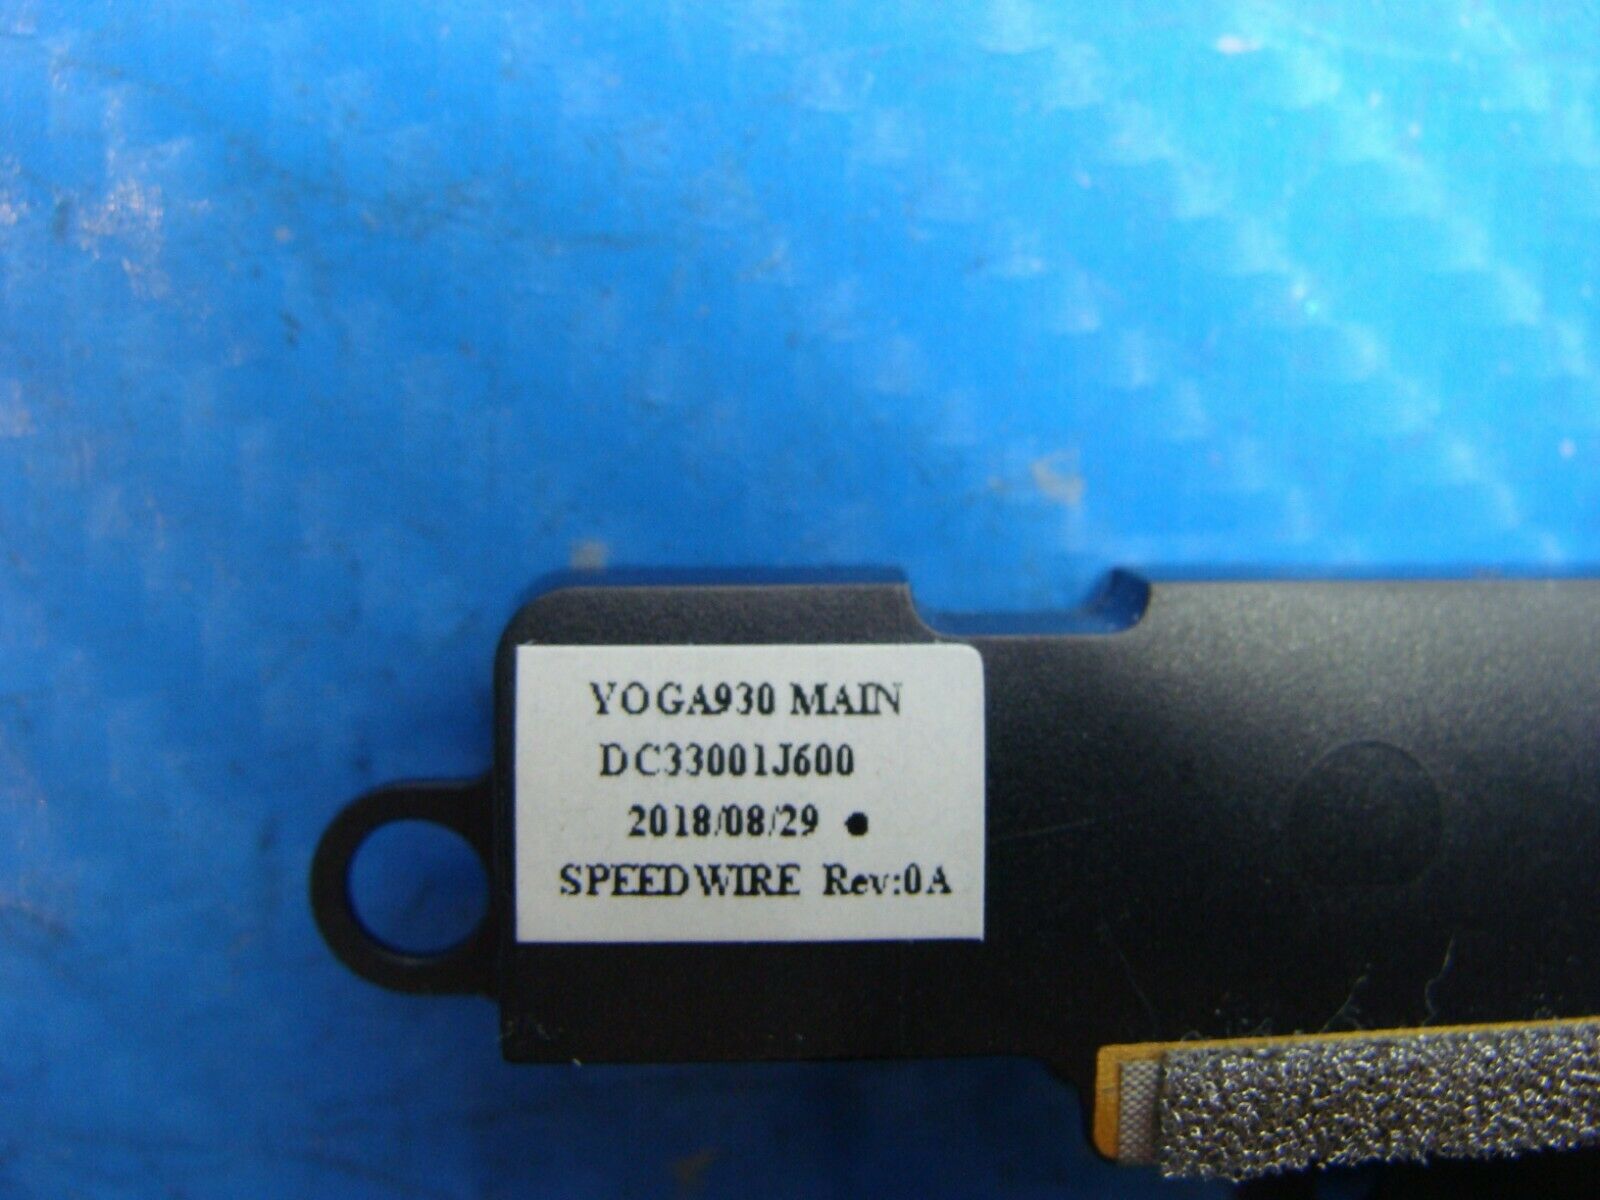 YOGA930 MAIN
DC33001J600
2018/08/29 ●
SPEEDWIRE Rev:0A